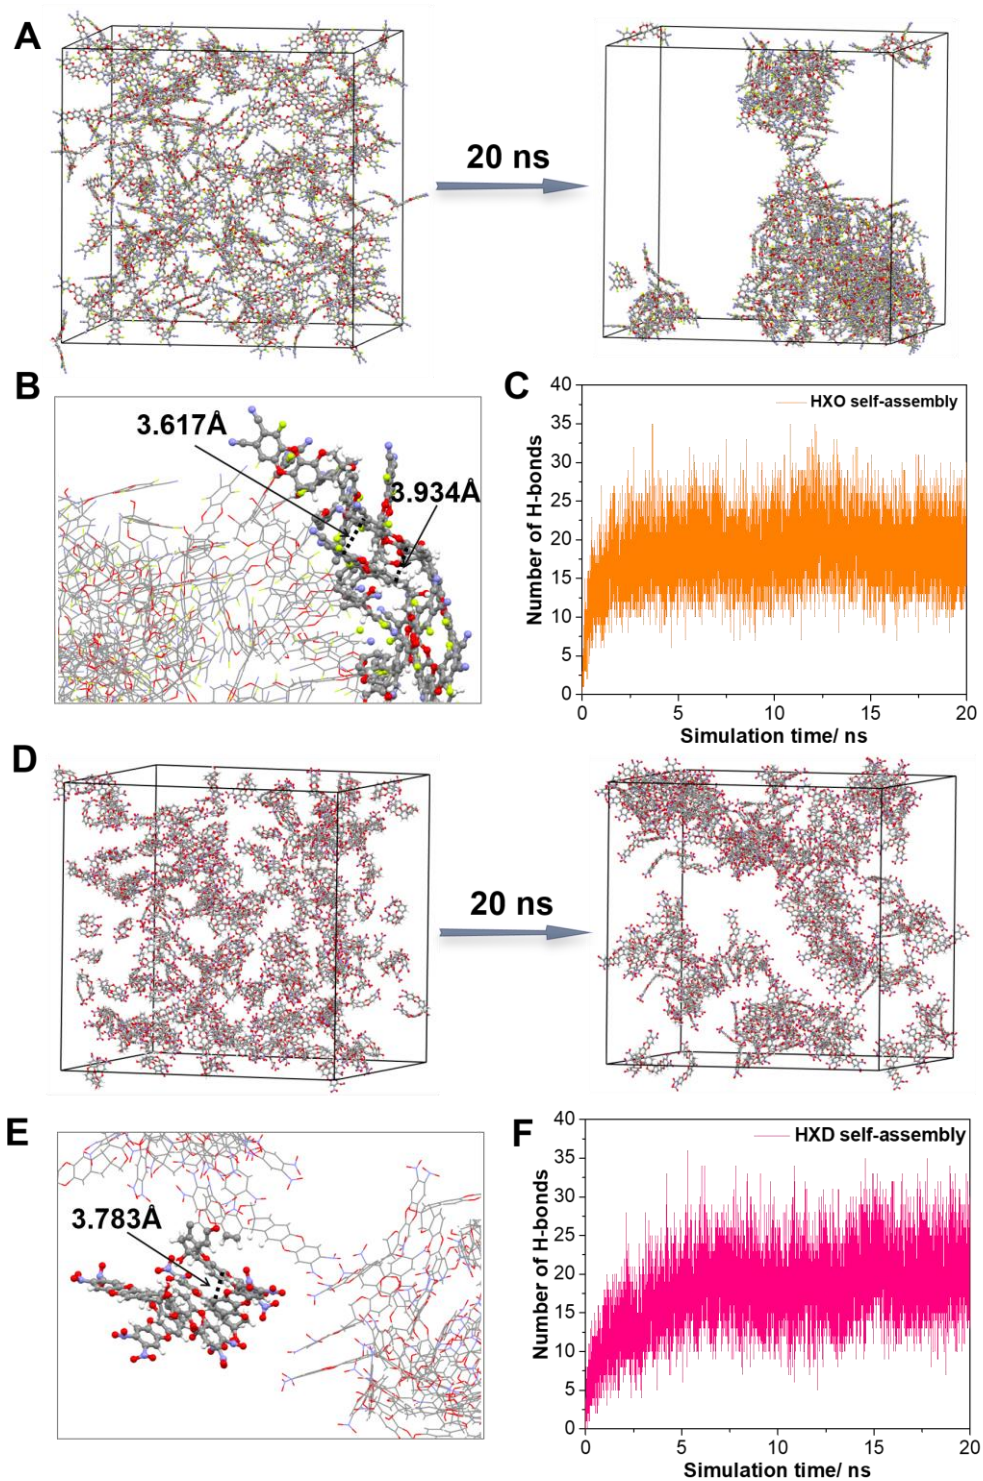 A
20 ns
B
3.617Å
3.934Å
C
40
35
30
25
20
15
10
5
0
Number of H-bonds
HXO self-assembly
0
5
10
15
20
Simulation time/ ns
D
20 ns
E
3.783Å
F
40
35
30
25
20
15
10
5
0
Number of H-bonds
HXD self-assembly
0
5
10
15
20
Simulation time/ ns